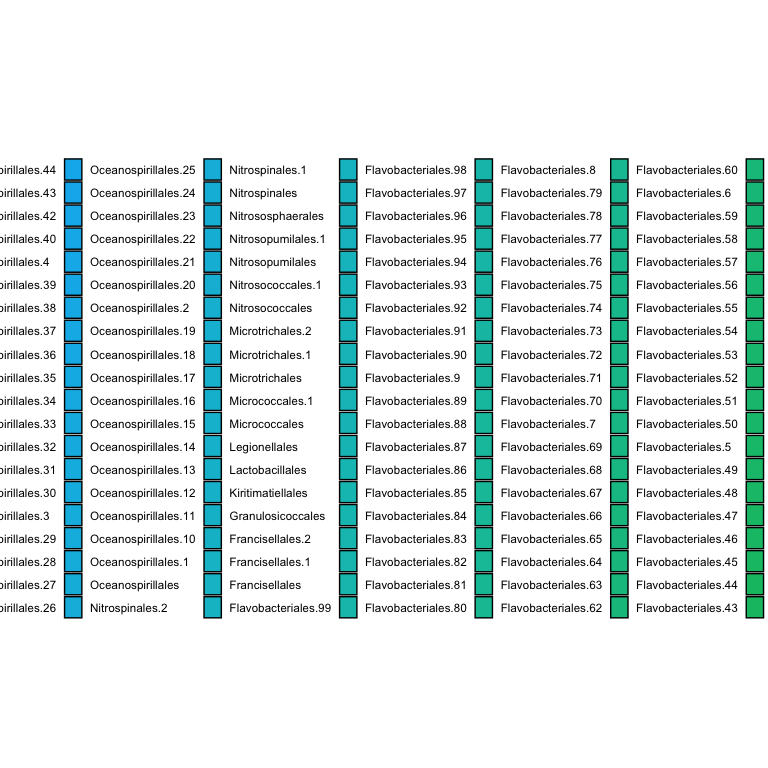 pirillales.44 Oceanospirillales.25 Nitrospinales.1 Flavobacteriales.98 Flavobacteriales.8 Flavobacteriales.60
pirillales.43 Oceanospirillales.24 Nitrospinales Flavobacteriales.97 Flavobacteriales.79 Flavobacteriales.6
pirillales.42 Oceanospirillales.23 Nitrososphaerales Flavobacteriales.96 Flavobacteriales.78 Flavobacteriales.59
pirillales.40 Oceanospirillales.22 Nitrosopumilales.1 Flavobacteriales.95 Flavobacteriales.77 Flavobacteriales.58
pirillales.4 Oceanospirillales.21 Nitrosopumilales Flavobacteriales.94 Flavobacteriales.76 Flavobacteriales.57
pirillales.39 Oceanospirillales.20 Nitrosococcales.1 Flavobacteriales.93 Flavobacteriales.75 Flavobacteriales.56
pirillales.38 Oceanospirillales.2 Nitrosococcales Flavobacteriales.92 Flavobacteriales.74 Flavobacteriales.55
pirillales.37 Oceanospirillales.19 Microtrichales.2 Flavobacteriales.91 Flavobacteriales.73 Flavobacteriales.54
pirillales.36 Oceanospirillales.18 Microtrichales.1 Flavobacteriales.90 Flavobacteriales.72 Flavobacteriales.53
pirillales.35 Oceanospirillales.17 Microtrichales Flavobacteriales.9 Flavobacteriales.71 Flavobacteriales.52
pirillales.34 Oceanospirillales.16 Micrococcales.1 Flavobacteriales.89 Flavobacteriales.70 Flavobacteriales.51
pirillales.33 Oceanospirillales.15 Micrococcales Flavobacteriales.88 Flavobacteriales.7 Flavobacteriales.50
pirillales.32 Oceanospirillales.14 Legionellales Flavobacteriales.87 Flavobacteriales.69 Flavobacteriales.5
pirillales.31 Oceanospirillales.13 Lactobacillales Flavobacteriales.86 Flavobacteriales.68 Flavobacteriales.49
pirillales.30 Oceanospirillales.12 Kiritimatiellales Flavobacteriales.85 Flavobacteriales.67 Flavobacteriales.48
pirillales.3 Oceanospirillales.11 Granulosicoccales Flavobacteriales.84 Flavobacteriales.66 Flavobacteriales.47
pirillales.29 Oceanospirillales.10 Francisellales.2 Flavobacteriales.83 Flavobacteriales.65 Flavobacteriales.46
pirillales.28 Oceanospirillales.1 Francisellales.1 Flavobacteriales.82 Flavobacteriales.64 Flavobacteriales.45
pirillales.27 Oceanospirillales Francisellales Flavobacteriales.81 Flavobacteriales.63 Flavobacteriales.44
pirillales.26 Nitrospinales.2 Flavobacteriales.99 Flavobacteriales.80 Flavobacteriales.62 Flavobacteriales.43